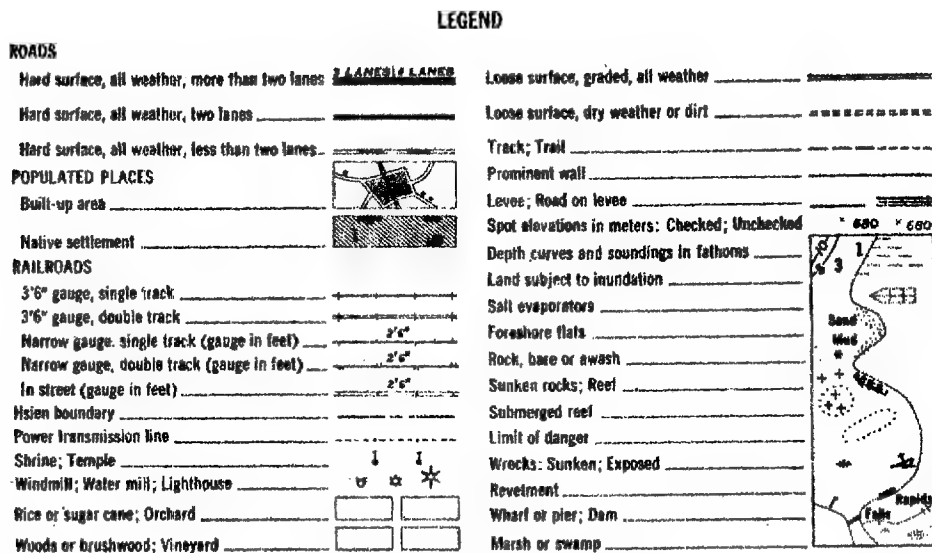 LEGEND
ROADS
Hard surface, all weather, more than two lanes
LANES 4 LANES
Hard surface, all weather, two lanes
Hard surface, all weather, less than two lanes
POPULATED PLACES
Built-up area
Native settlement
RAILROADS
3'6" gauge, single track
3'6" gauge, double track
Narrow gauge, single track (gauge in feet) 2'6"
Narrow gauge, double track (gauge in feet) 2'6"
In street (gauge in feet) 2'6"
Hsien boundary
Power transmission line
Shrine; Temple
Windmill; Water mill; Lighthouse
Rice or sugar cane; Orchard
Woods or brushwood; Vineyard
Loose surface, graded, all weather
Loose surface, dry weather or dirt
Track; Trail
Prominent wall
Levee; Road on levee
Spot elevations in meters: Checked; Unchecked × 680 × 680
Depth curves and soundings in fathoms
Land subject to inundation
Salt evaporators
Foreshore flats
Rock, bare or awash
Sunken rocks; Reef
Submerged reef
Limit of danger
Wrecks: Sunken; Exposed
Revetment
Wharf or pier; Dam
Marsh or swamp
1
3
Sand
Mud
Rapids
Falls